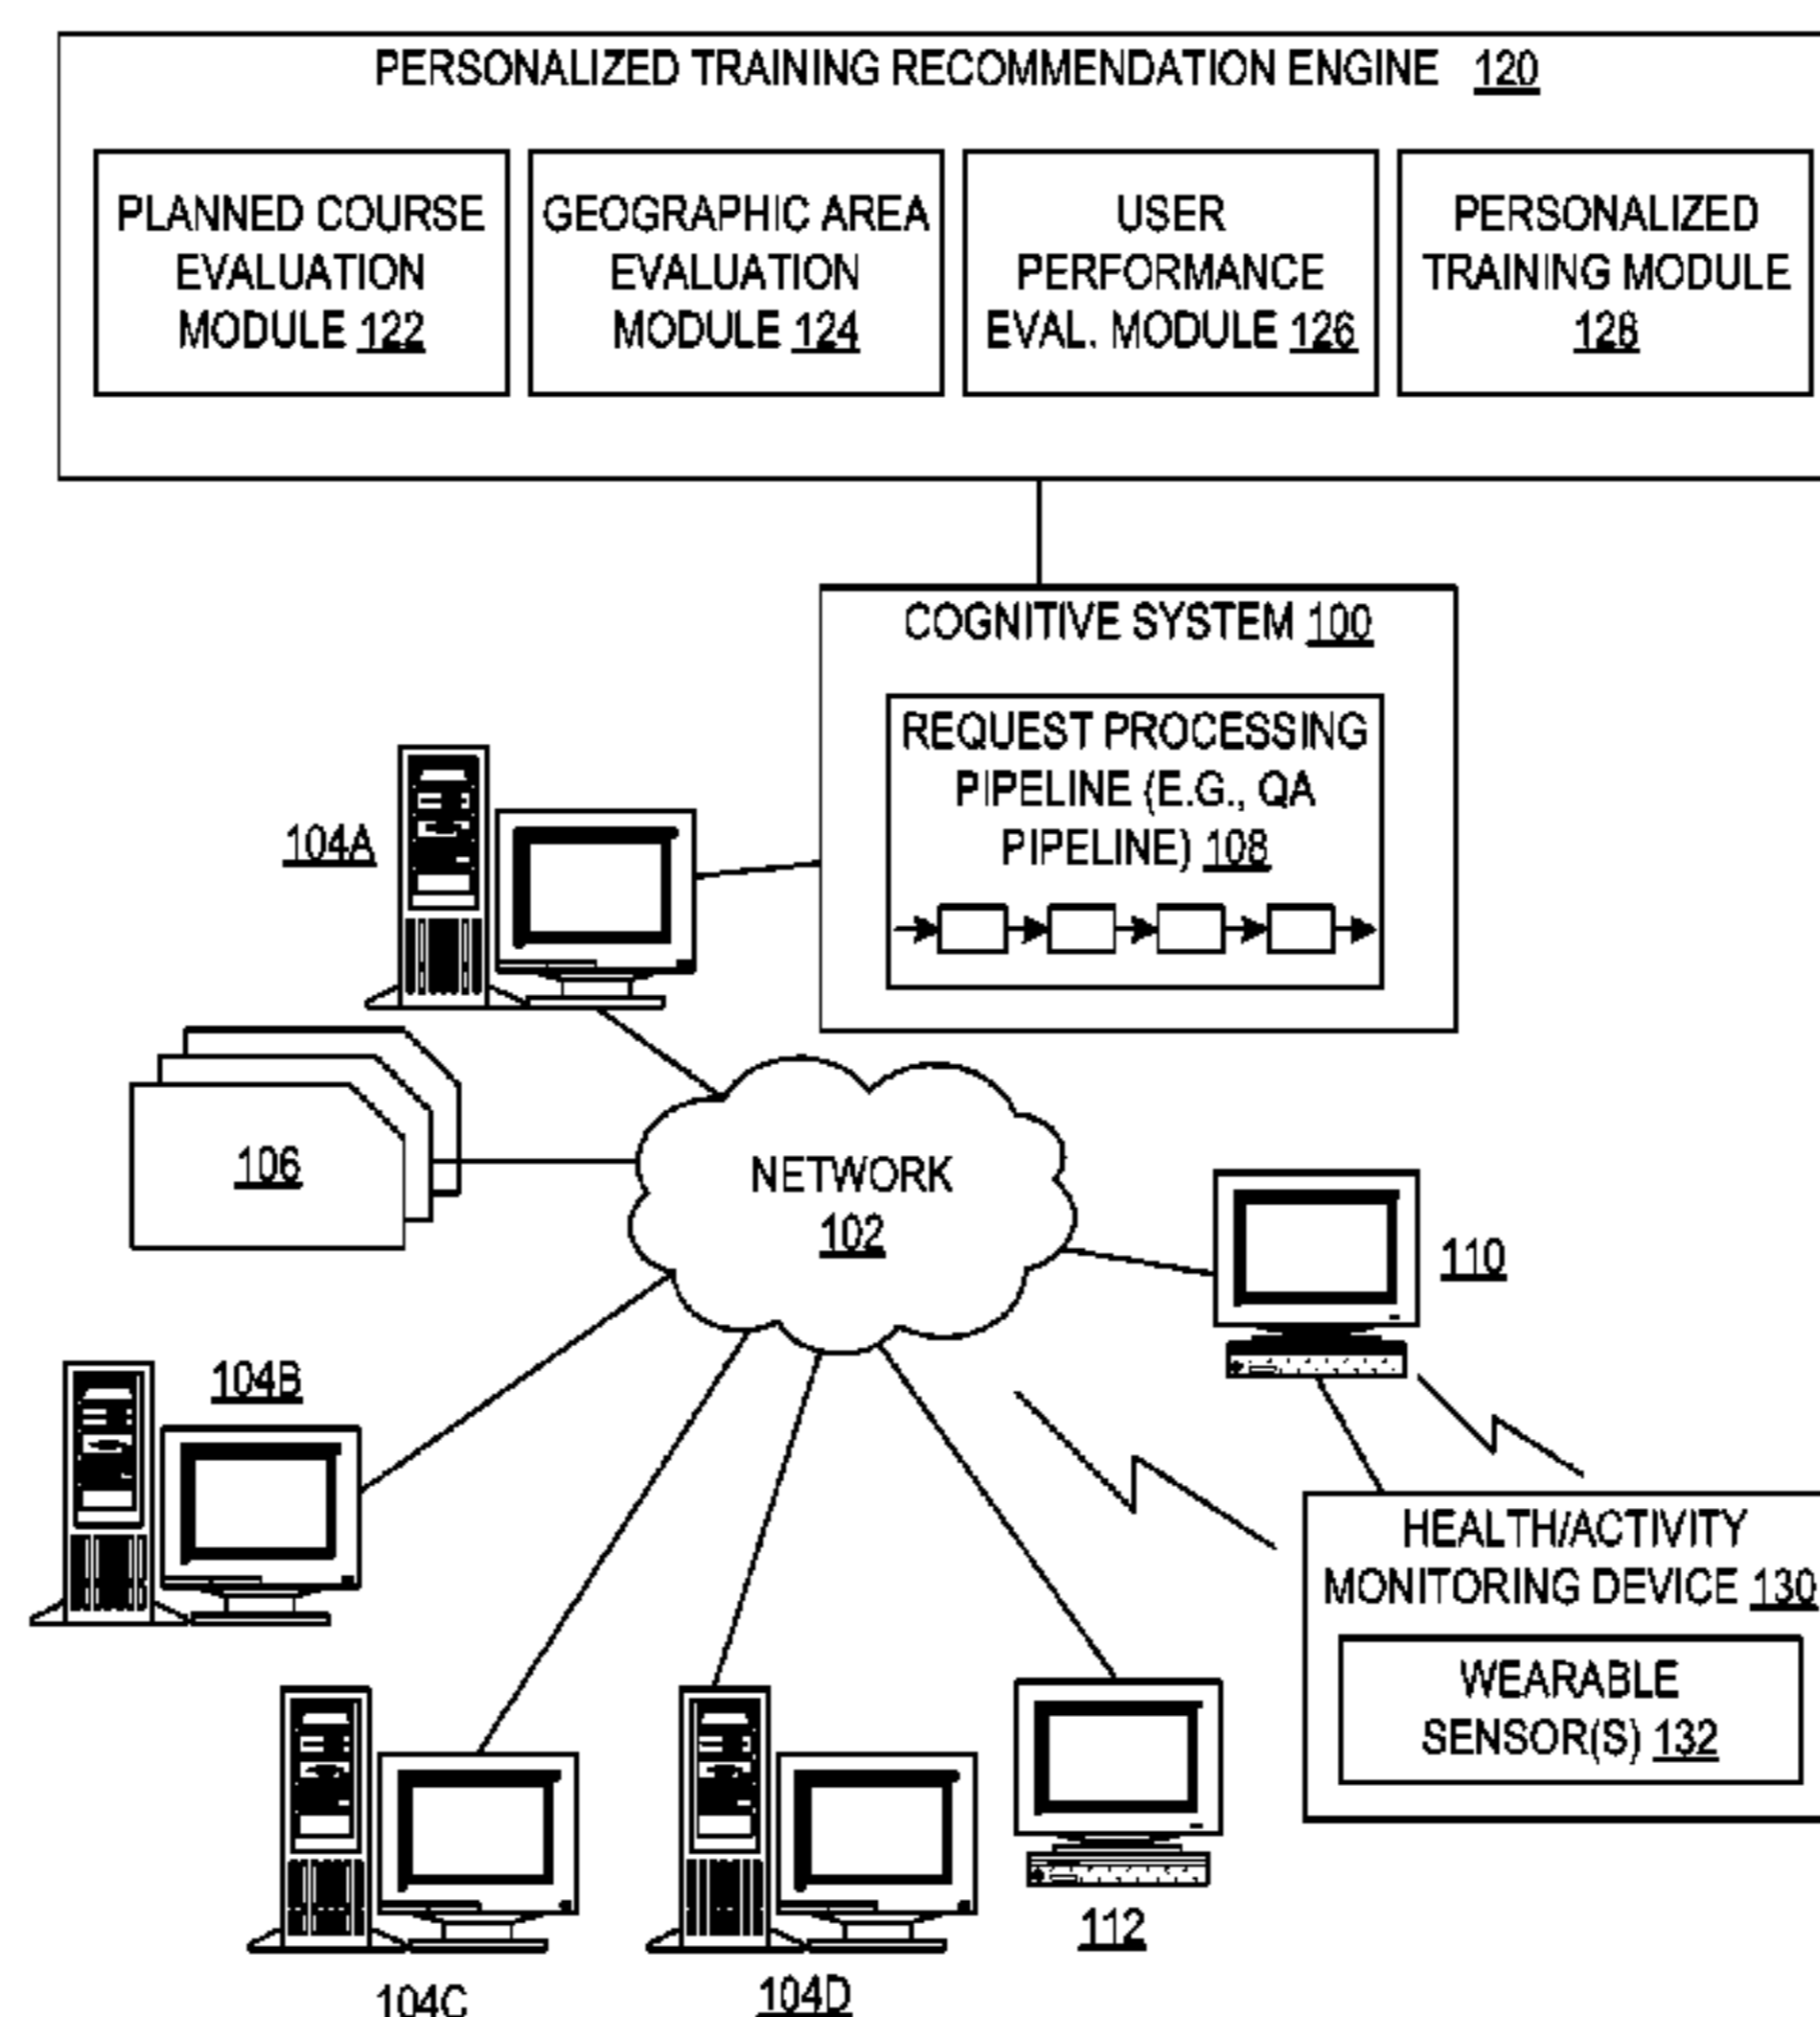 PERSONALIZED TRAINING RECOMMENDATION ENGINE 120
PLANNED COURSE
EVALUATION
MODULE 122
GEOGRAPHIC AREA
EVALUATION
MODULE 124
USER
PERFORMANCE
EVAL. MODULE 126
PERSONALIZED
TRAINING MODULE
128
COGNITIVE SYSTEM 100
REQUEST PROCESSING
PIPELINE (E.G., QA
PIPELINE) 108
104A
106
NETWORK
102
110
104B
HEALTH/ACTIVITY
MONITORING DEVICE 130
WEARABLE
SENSOR(S) 132
112
104C
104D